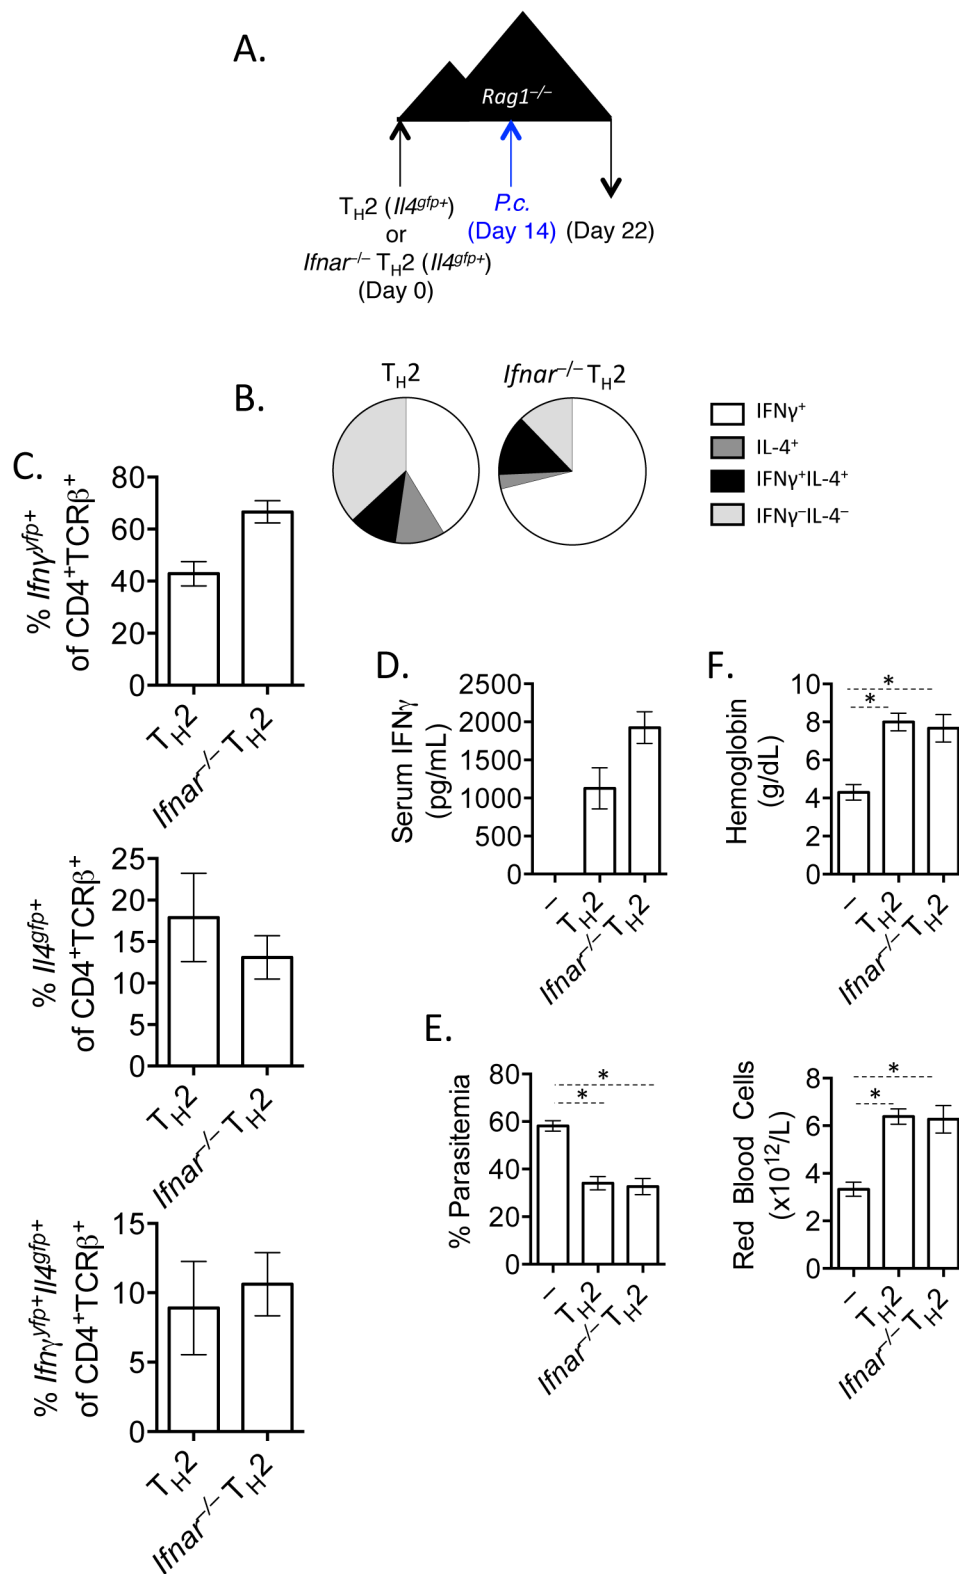 A.
Rag1–/–
TH2 (Il4gfp+)
or
Ifnar–/– TH2 (Il4gfp+)
(Day 0)
P.c.
(Day 14)
(Day 22)
B.
TH2
Ifnar–/– TH2
IFNγ+
IL-4+
IFNγ+IL-4+
IFNγ–IL-4–
C.
% Ifnγyfp+
of CD4+TCRβ+
80
60
40
20
0
TH2
Ifnar–/– TH2
% Il4gfp+
of CD4+TCRβ+
25
20
15
10
5
0
TH2
Ifnar–/– TH2
% Ifnγyfp+Il4gfp+
of CD4+TCRβ+
15
10
5
0
TH2
Ifnar–/– TH2
D.
Serum IFNγ
(pg/mL)
2500
2000
1500
1000
500
0
–
TH2
Ifnar–/– TH2
E.
% Parasitemia
80
60
40
20
0
*
*
–
TH2
Ifnar–/– TH2
F.
Hemoglobin
(g/dL)
10
8
6
4
2
0
*
*
–
TH2
Ifnar–/– TH2
Red Blood Cells
(x1012/L)
8
6
4
2
0
*
*
–
TH2
Ifnar–/– TH2